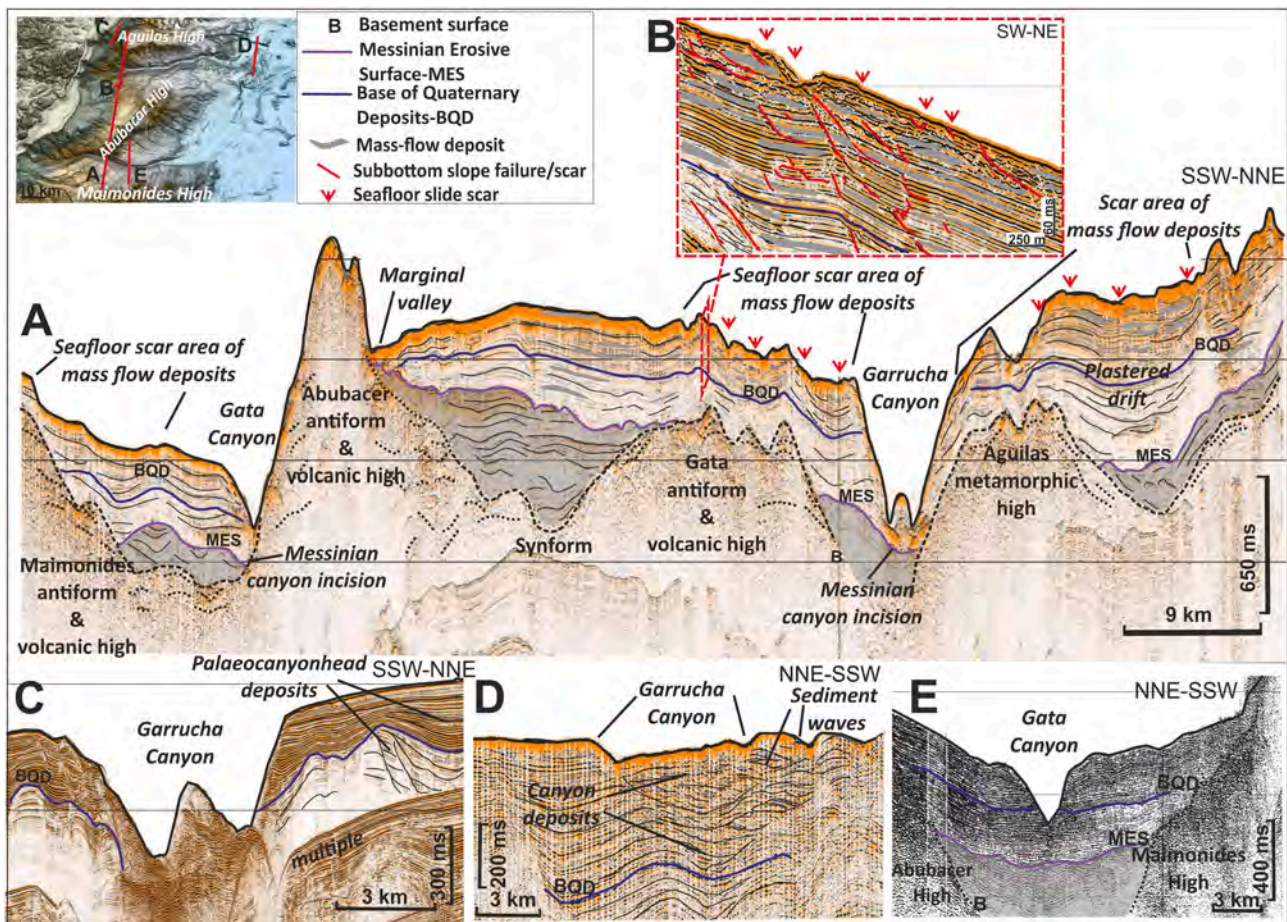 C
Aguilas High
D
B
Abubacar High
A
E
10 km
Maimonides High
B Basement surface
Messinian Erosive
Surface-MES
Base of Quaternary
Deposits-BQD
Mass-flow deposit
Subbottom slope failure/scar
Seafloor slide scar
B
SW-NE
60 ms
250 m
A
SSW-NNE
Scar area of
mass flow deposits
Seafloor scar area of
mass flow deposits
Marginal
valley
Seafloor scar area of
mass flow deposits
Gata
Canyon
Abubacer
antiform
&
volcanic high
Garrucha
Canyon
BQD
BQD
Plastered
drift
BQD
MES
Maimonides
antiform
&
volcanic high
Messinian
canyon incision
Synform
Gata
antiform
&
volcanic high
MES
B
Messinian
canyon incision
Aguilas
metamorphic
high
MES
650 ms
9 km
C
SSW-NNE
Palaeocanyonhead
deposits
Garrucha
Canyon
BQD
multiple
300 ms
3 km
D
NNE-SSW
Garrucha
Canyon
Sediment
waves
Canyon
deposits
BQD
200 ms
3 km
E
NNE-SSW
Gata
Canyon
BQD
MES
Abubacer
High
B
Maimonides
High
400 ms
3 km